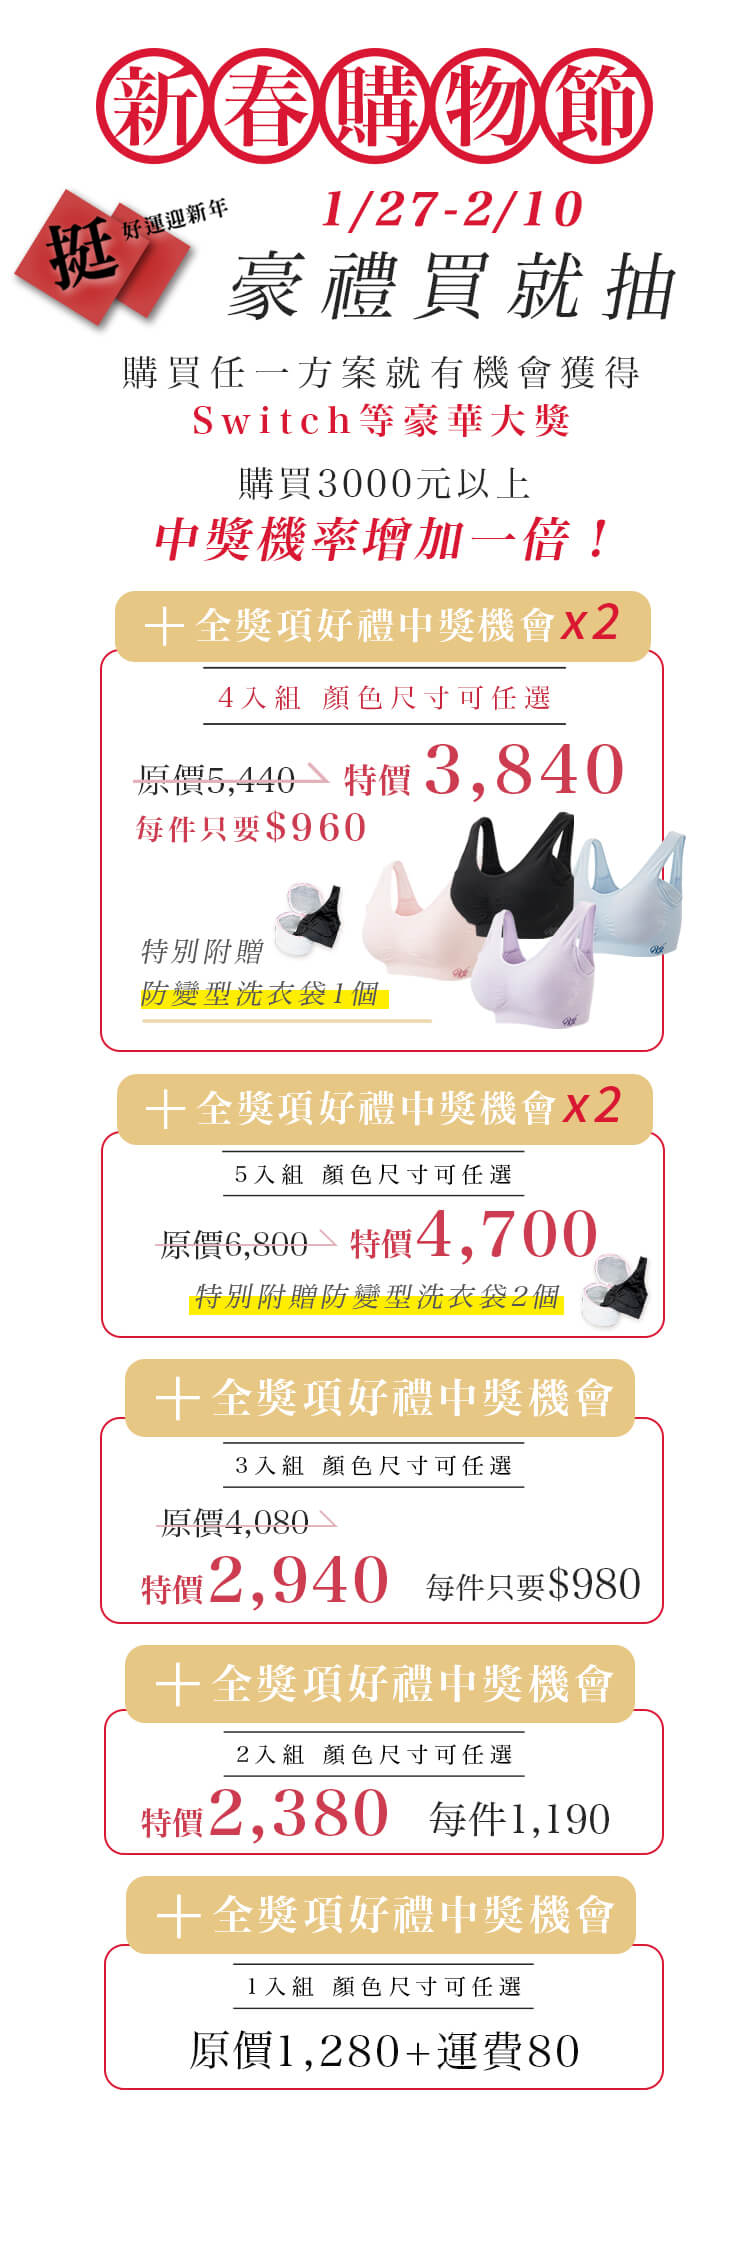 新春購物節
挺
好運迎新年
1/27-2/10
豪禮買就抽
購買任一方案就有機會獲得
Switch等豪華大獎
購買3000元以上
中獎機率增加一倍！
＋全獎項好禮中獎機會x2
4入組 顏色尺寸可任選
原價5,440 特價3,840
每件只要$960
特別附贈
防變型洗衣袋1個
＋全獎項好禮中獎機會x2
5入組 顏色尺寸可任選
原價6,800 特價4,700
特別附贈防變型洗衣袋2個
＋全獎項好禮中獎機會
3入組 顏色尺寸可任選
原價4,080
特價2,940 每件只要$980
＋全獎項好禮中獎機會
2入組 顏色尺寸可任選
特價2,380 每件1,190
＋全獎項好禮中獎機會
1入組 顏色尺寸可任選
原價1,280+運費80